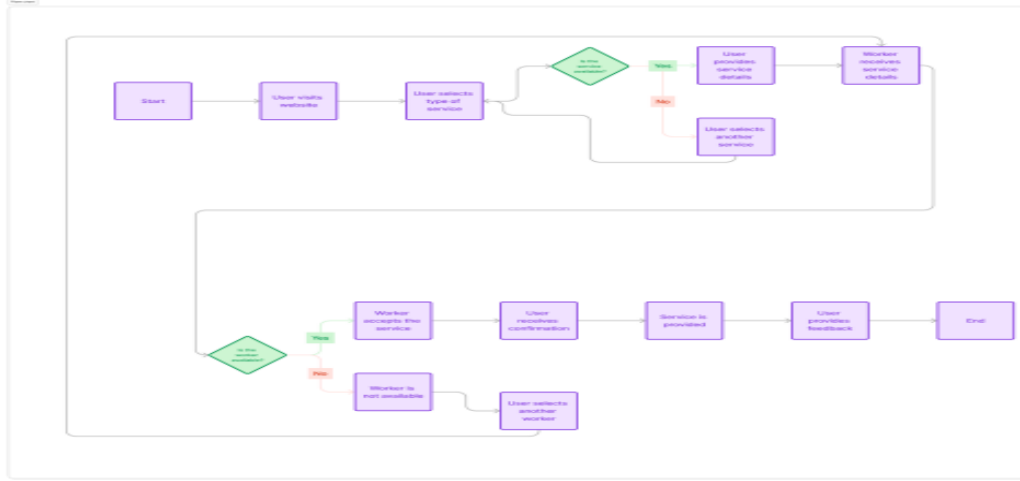 Start
User visits
website
User selects
type of
service
Is the
service
available?
Yes
No
User
provides
service
details
Worker
receives
service
details
User selects
another
service
Is the
worker
available?
Yes
No
Worker
accepts the
service
User
receives
confirmation
Service is
provided
User
provides
feedback
End
Worker is
not available
User selects
another
worker